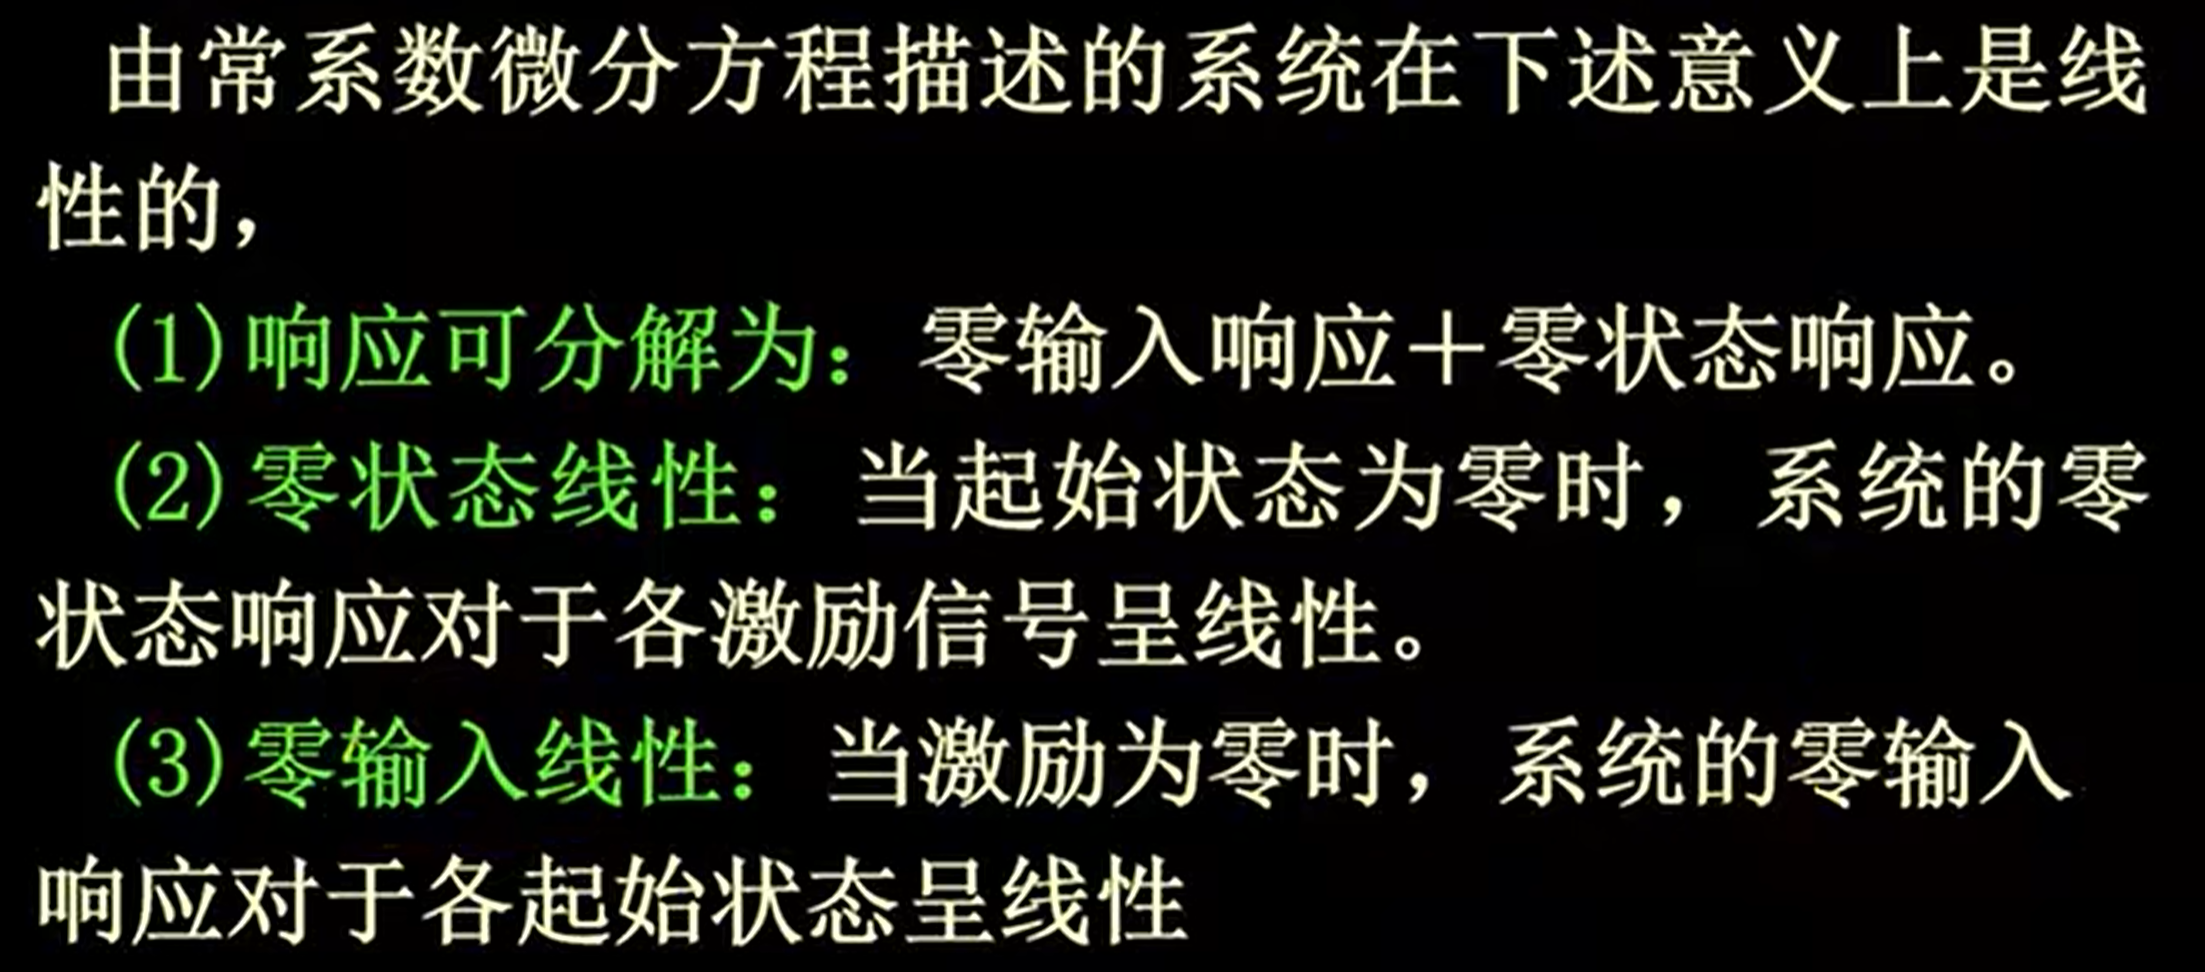 由常系数微分方程描述的系统在下述意义上是线
性的，
(1)响应可分解为：零输入响应＋零状态响应。
(2)零状态线性：当起始状态为零时，系统的零
状态响应对于各激励信号呈线性。
(3)零输入线性：当激励为零时，系统的零输入
响应对于各起始状态呈线性